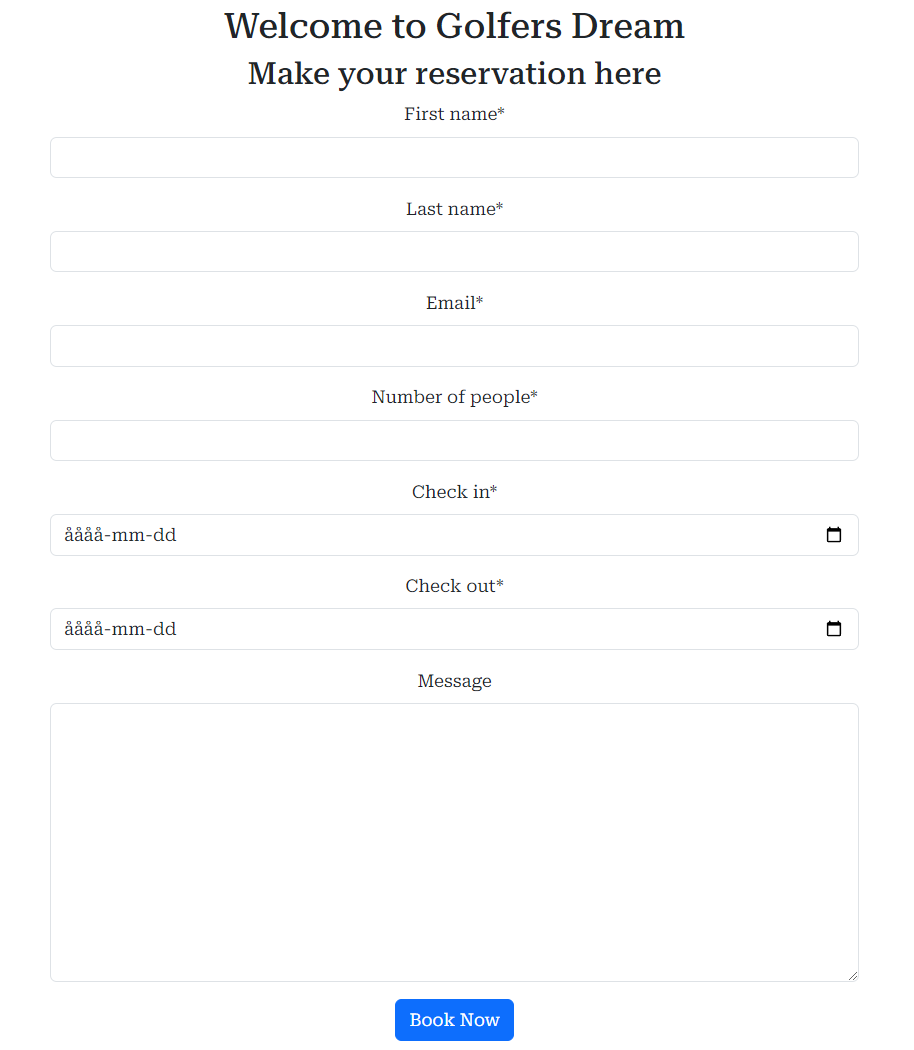 Welcome to Golfers Dream
Make your reservation here
First name*
Last name*
Email*
Number of people*
Check in*
åååå-mm-dd
Check out*
åååå-mm-dd
Message
Book Now